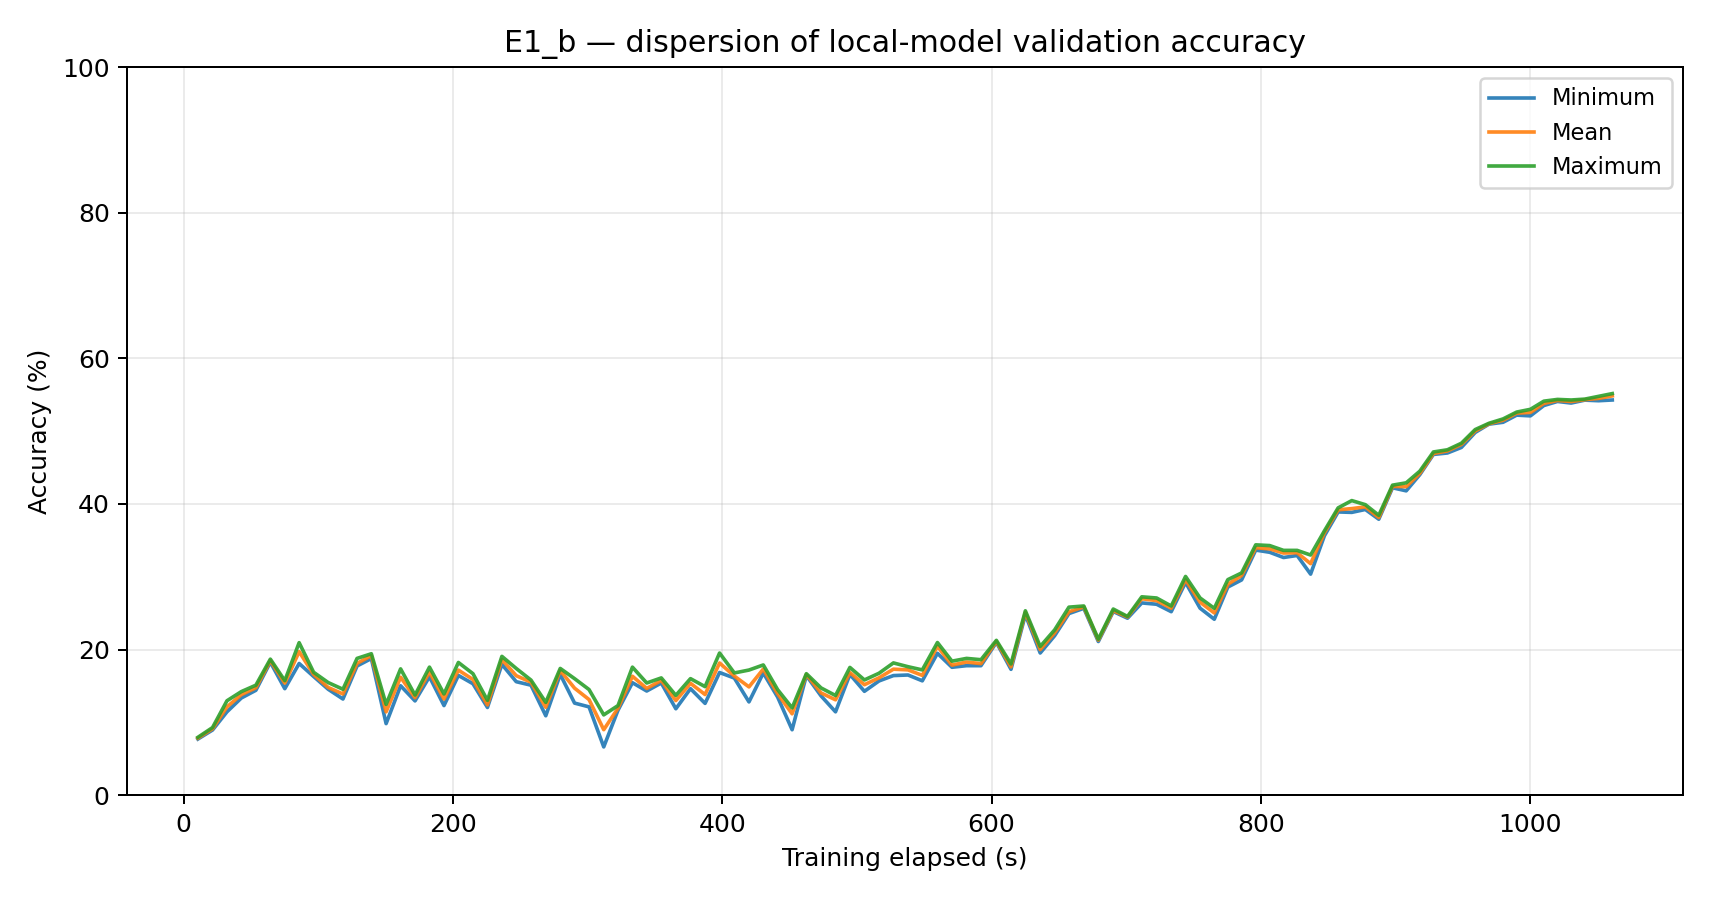 E1_b — dispersion of local-model validation accuracy
100
80
60
40
20
0
Accuracy (%)
Minimum
Mean
Maximum
0 200 400 600 800 1000
Training elapsed (s)